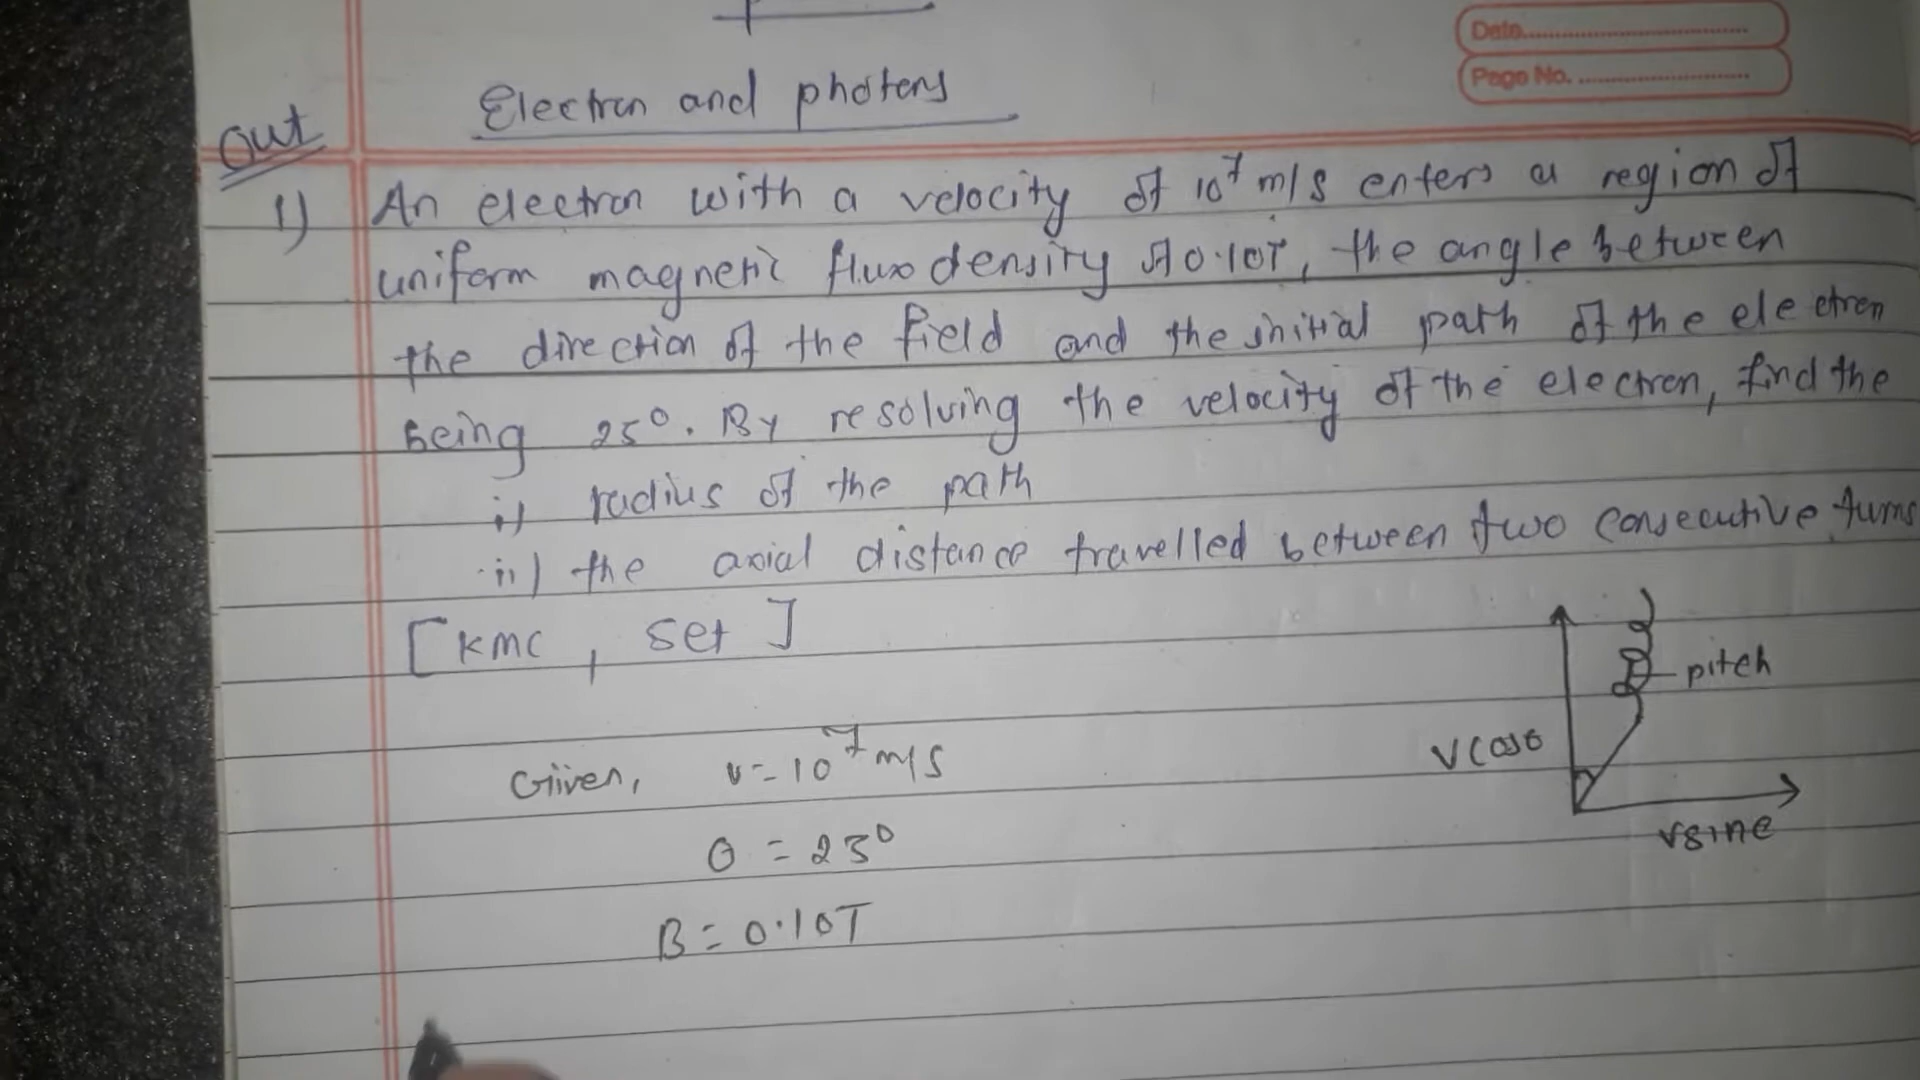 Date..............................
Page No. ..............................
Electron and photons
out
1) An electron with a velocity of 10⁷ m/s enters a region of
uniform magnetic flux density of 0.10T, the angle between
the direction of the field and the initial path of the electron
being 25°. By resolving the velocity of the electron, find the
i) radius of the path
ii) the axial distance travelled between two consecutive turns
[KMC, set]
pitch
Given, v = 10⁷ m/s
vcosθ
θ = 25°
vsinθ
B = 0.10T